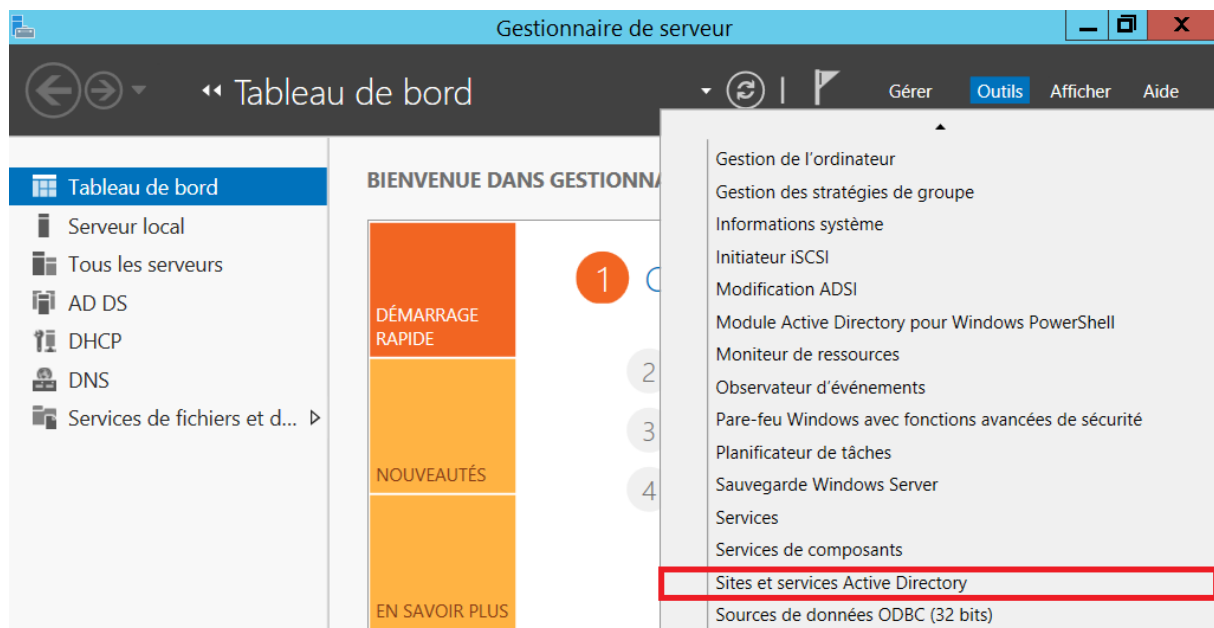 Gestionnaire de serveur
Tableau de bord
Gérer Outils Afficher Aide
Tableau de bord
Serveur local
Tous les serveurs
AD DS
DHCP
DNS
Services de fichiers et d...
BIENVENUE DANS GESTIONNA
DÉMARRAGE
RAPIDE
NOUVEAUTÉS
EN SAVOIR PLUS
1
2
3
4
Gestion de l'ordinateur
Gestion des stratégies de groupe
Informations système
Initiateur iSCSI
Modification ADSI
Module Active Directory pour Windows PowerShell
Moniteur de ressources
Observateur d'événements
Pare-feu Windows avec fonctions avancées de sécurité
Planificateur de tâches
Sauvegarde Windows Server
Services
Services de composants
Sites et services Active Directory
Sources de données ODBC (32 bits)